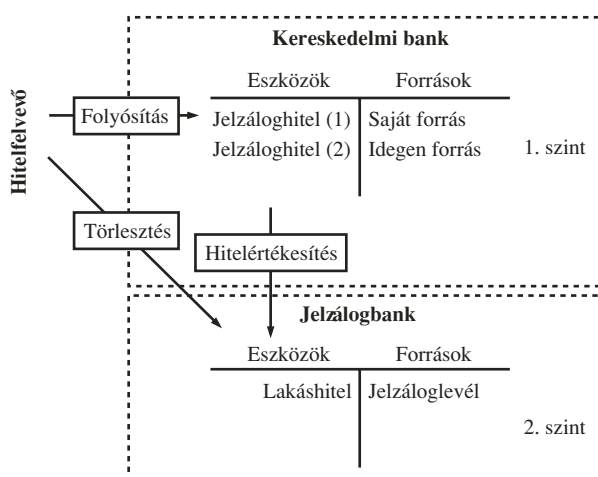 Kereskedelmi bank
Eszközök Források
Hitelfelvevő
Folyósítás
Jelzáloghitel (1) Saját forrás
Jelzáloghitel (2) Idegen forrás
1. szint
Törlesztés
Hitelértékesítés
Jelzálogbank
Eszközök Források
Lakáshitel Jelzáloglevél
2. szint